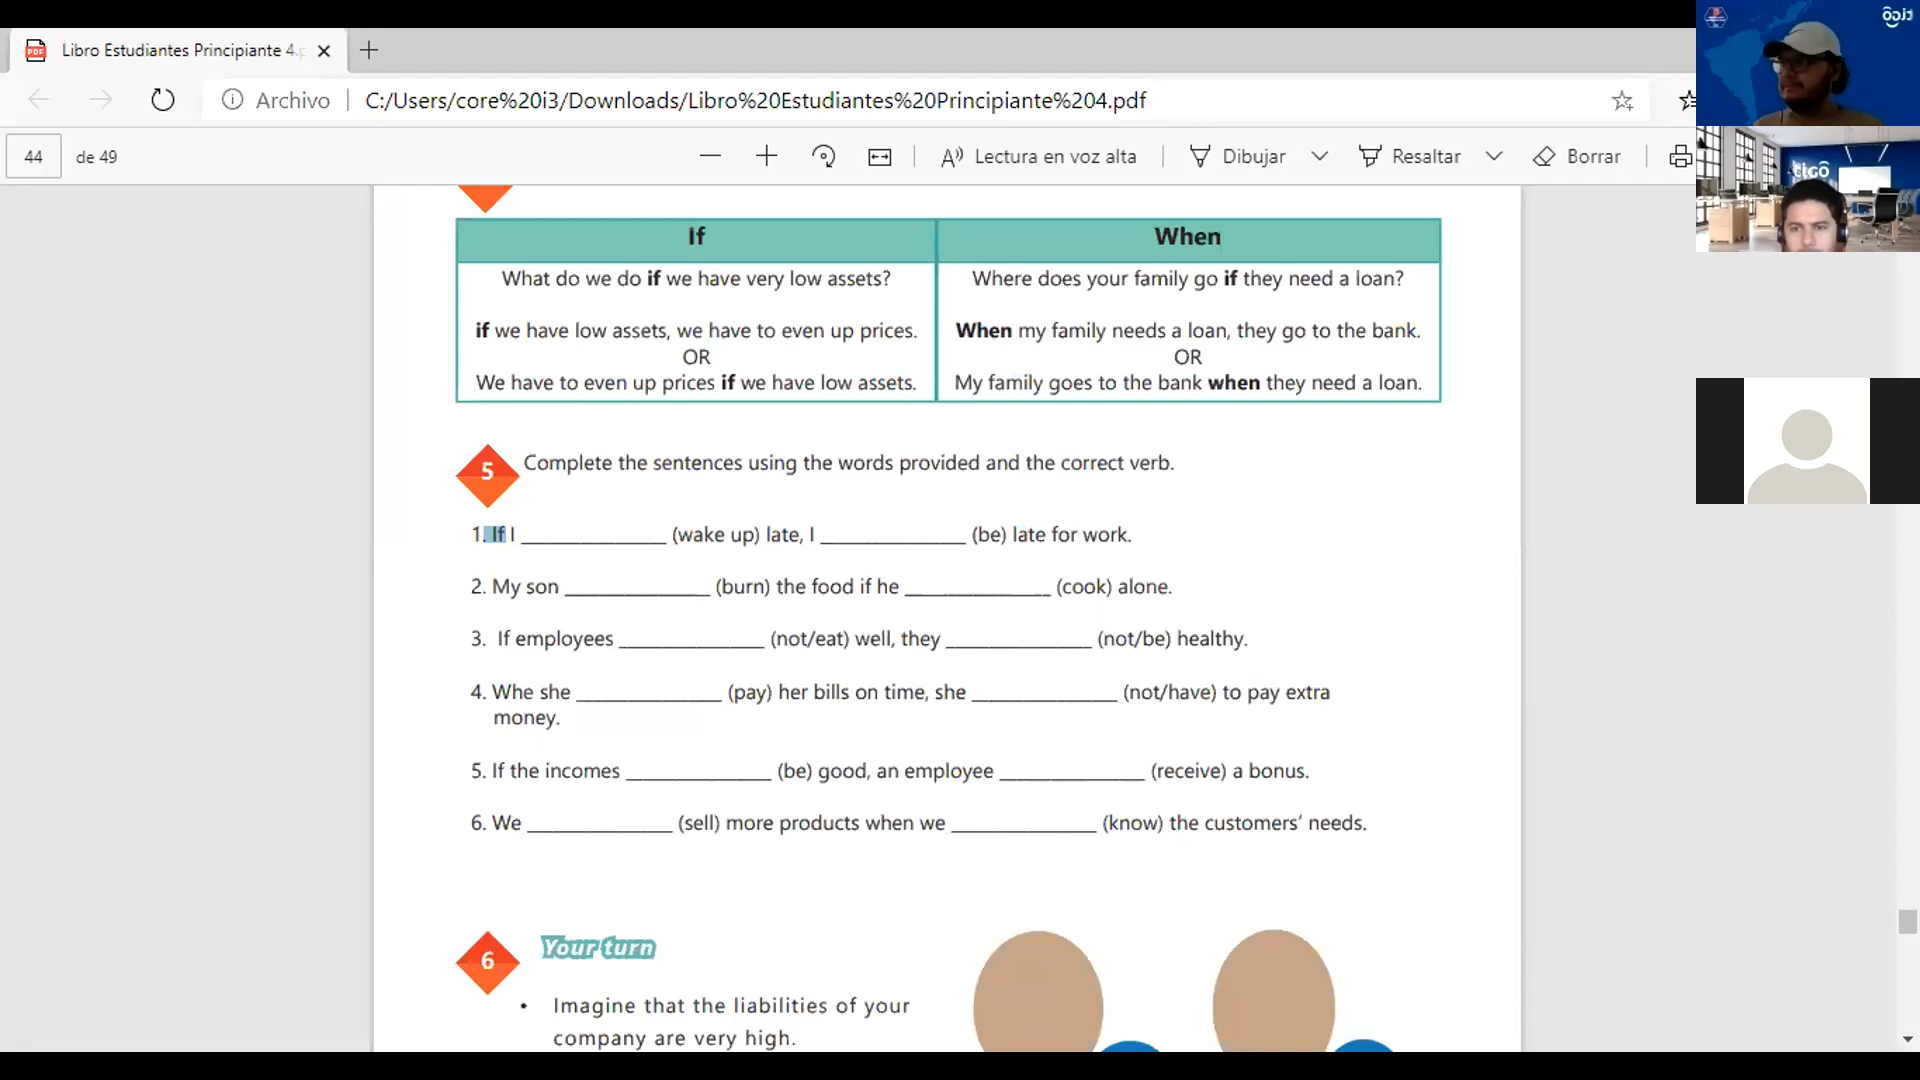 Libro Estudiantes Principiante 4.p
Archivo
C:/Users/core%20i3/Downloads/Libro%20Estudiantes%20Principiante%204.pdf
44
de 49
Lectura en voz alta
Dibujar
Resaltar
Borrar
tigo
tigo
If
When
What do we do if we have very low assets?
Where does your family go if they need a loan?
if we have low assets, we have to even up prices.
When my family needs a loan, they go to the bank.
OR
OR
We have to even up prices if we have low assets.
My family goes to the bank when they need a loan.
5
Complete the sentences using the words provided and the correct verb.
1. If I ______________ (wake up) late, I ______________ (be) late for work.
2. My son ______________ (burn) the food if he ______________ (cook) alone.
3. If employees ______________ (not/eat) well, they ______________ (not/be) healthy.
4. Whe she ______________ (pay) her bills on time, she ______________ (not/have) to pay extra
money.
5. If the incomes ______________ (be) good, an employee ______________ (receive) a bonus.
6. We ______________ (sell) more products when we ______________ (know) the customers' needs.
6
Your turn
• Imagine that the liabilities of your
company are very high.